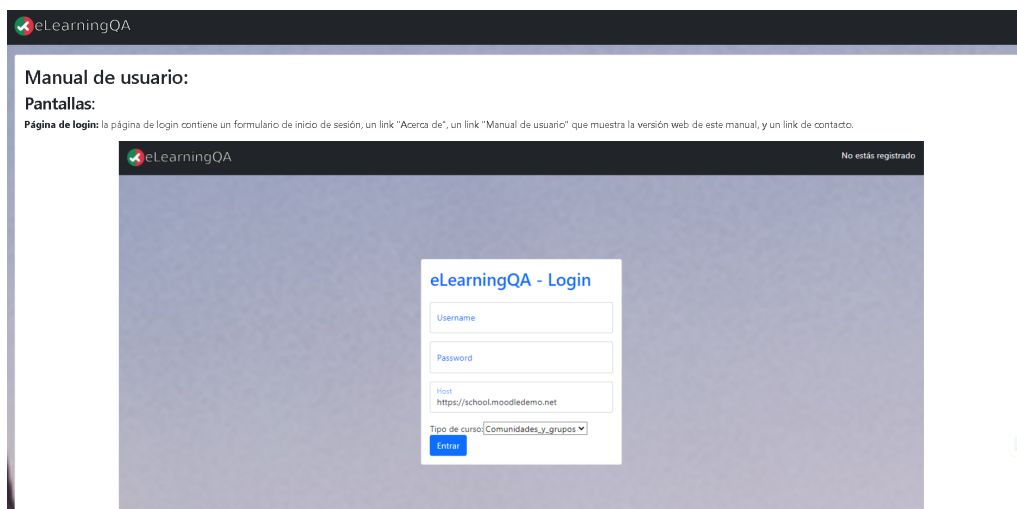 eLearningQA
Manual de usuario:
Pantallas:
Página de login: la página de login contiene un formulario de inicio de sesión, un link "Acerca de", un link "Manual de usuario" que muestra la versión web de este manual, y un link de contacto.
eLearningQA
No estás registrado
eLearningQA - Login
Username
Password
Host
https://school.moodledemo.net
Tipo de curso: Comunidades_y_grupos
Entrar